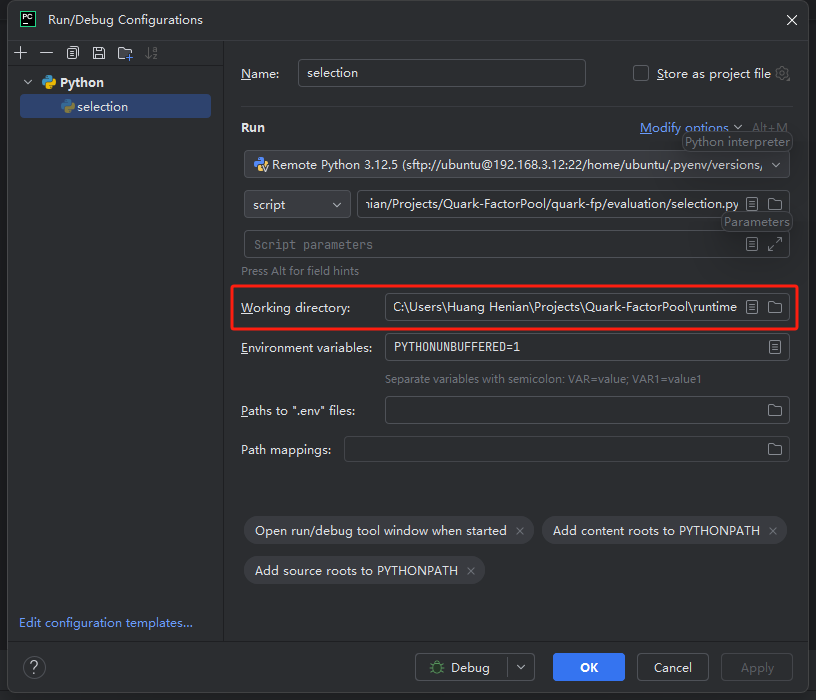 PC
Run/Debug Configurations
Name:
selection
Store as project file
Python
selection
Run
Modify options
Alt+M
Python interpreter
Remote Python 3.12.5 (sftp://ubuntu@192.168.3.12:22/home/ubuntu/.pyenv/versions,
script
nian/Projects/Quark-FactorPool/quark-fp/evaluation/selection.py
Parameters
Script parameters
Press Alt for field hints
Working directory:
C:\Users\Huang Henian\Projects\Quark-FactorPool\runtime
Environment variables:
PYTHONUNBUFFERED=1
Separate variables with semicolon: VAR=value; VAR1=value1
Paths to ".env" files:
Path mappings:
Open run/debug tool window when started ×
Add content roots to PYTHONPATH ×
Add source roots to PYTHONPATH ×
Edit configuration templates...
?
Debug
OK
Cancel
Apply